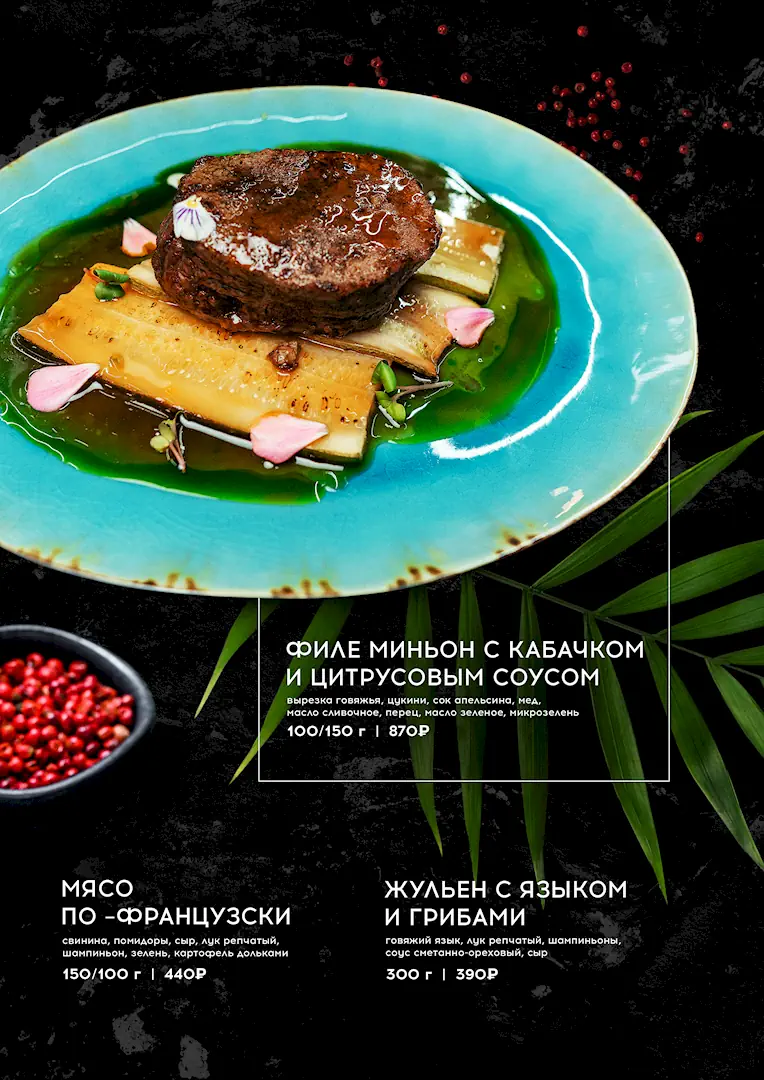 ФИЛЕ МИНЬОН С КАБАЧКОМ
И ЦИТРУСОВЫМ СОУСОМ
вырезка говяжья, цукини, сок апельсина, мед,
масло сливочное, перец, масло зеленое, микрозелень
100/150 г | 870₽
МЯСО
ПО –ФРАНЦУЗСКИ
свинина, помидоры, сыр, лук репчатый,
шампиньон, зелень, картофель дольками
150/100 г | 440₽
ЖУЛЬЕН С ЯЗЫКОМ
И ГРИБАМИ
говяжий язык, лук репчатый, шампиньоны,
соус сметанно-ореховый, сыр
300 г | 390₽